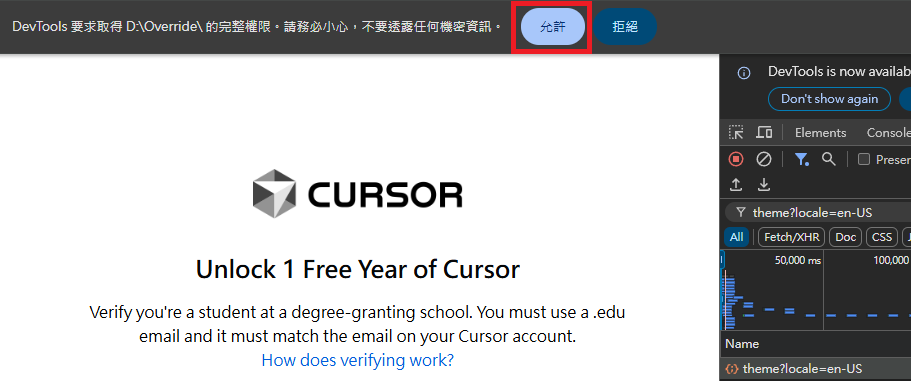 DevTools 要求取得 D:\Override\ 的完整權限。請務必小心，不要透露任何機密資訊。 允許 拒絕
DevTools is now availab
Don't show again
Elements Console
Preser
theme?locale=en-US
All Fetch/XHR Doc CSS J
50,000 ms 100,000
Name
theme?locale=en-US
CURSOR
Unlock 1 Free Year of Cursor
Verify you're a student at a degree-granting school. You must use a .edu
email and it must match the email on your Cursor account.
How does verifying work?